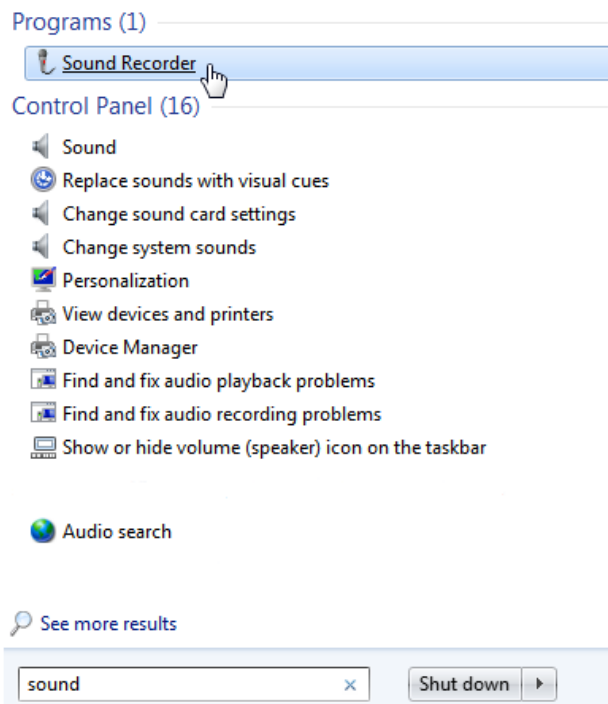 Programs (1)
Sound Recorder
Control Panel (16)
Sound
Replace sounds with visual cues
Change sound card settings
Change system sounds
Personalization
View devices and printers
Device Manager
Find and fix audio playback problems
Find and fix audio recording problems
Show or hide volume (speaker) icon on the taskbar
Audio search
See more results
sound
Shut down